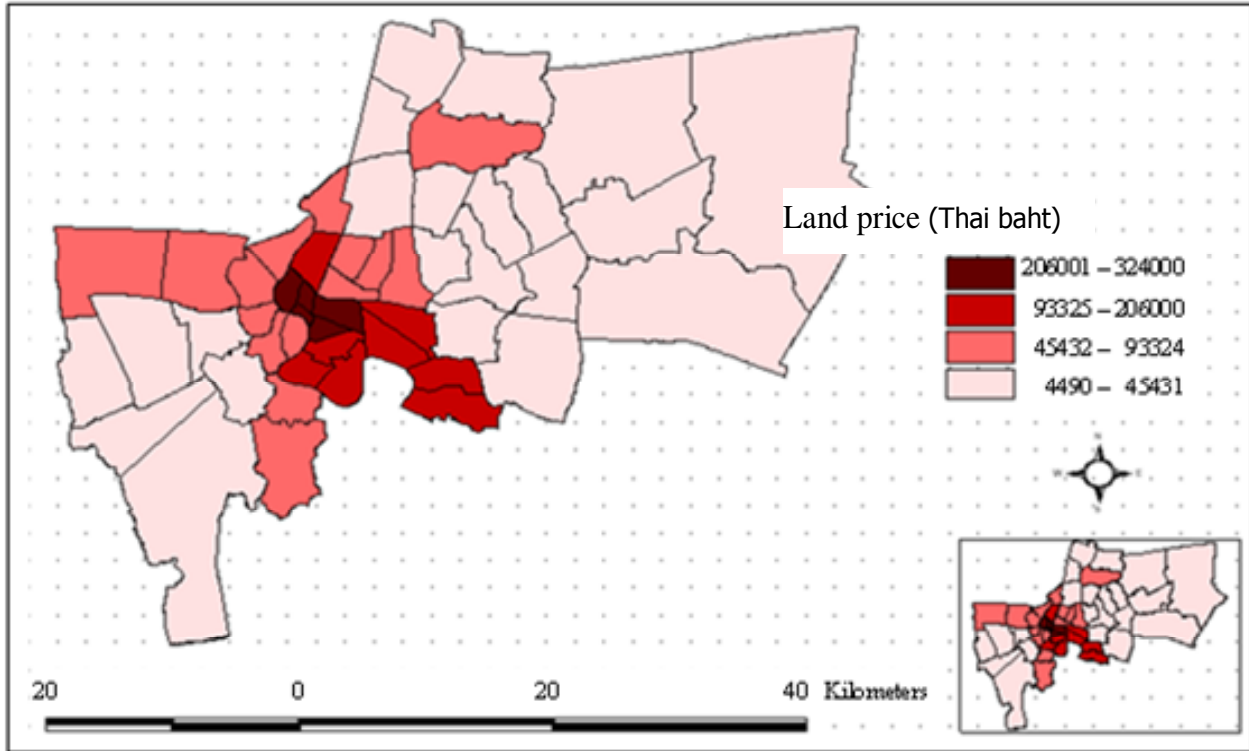 Land price (Thai baht)
206001 – 324000
93325 – 206000
45432 – 93324
4490 – 45431
N
W E
20 0 20 40 Kilometers